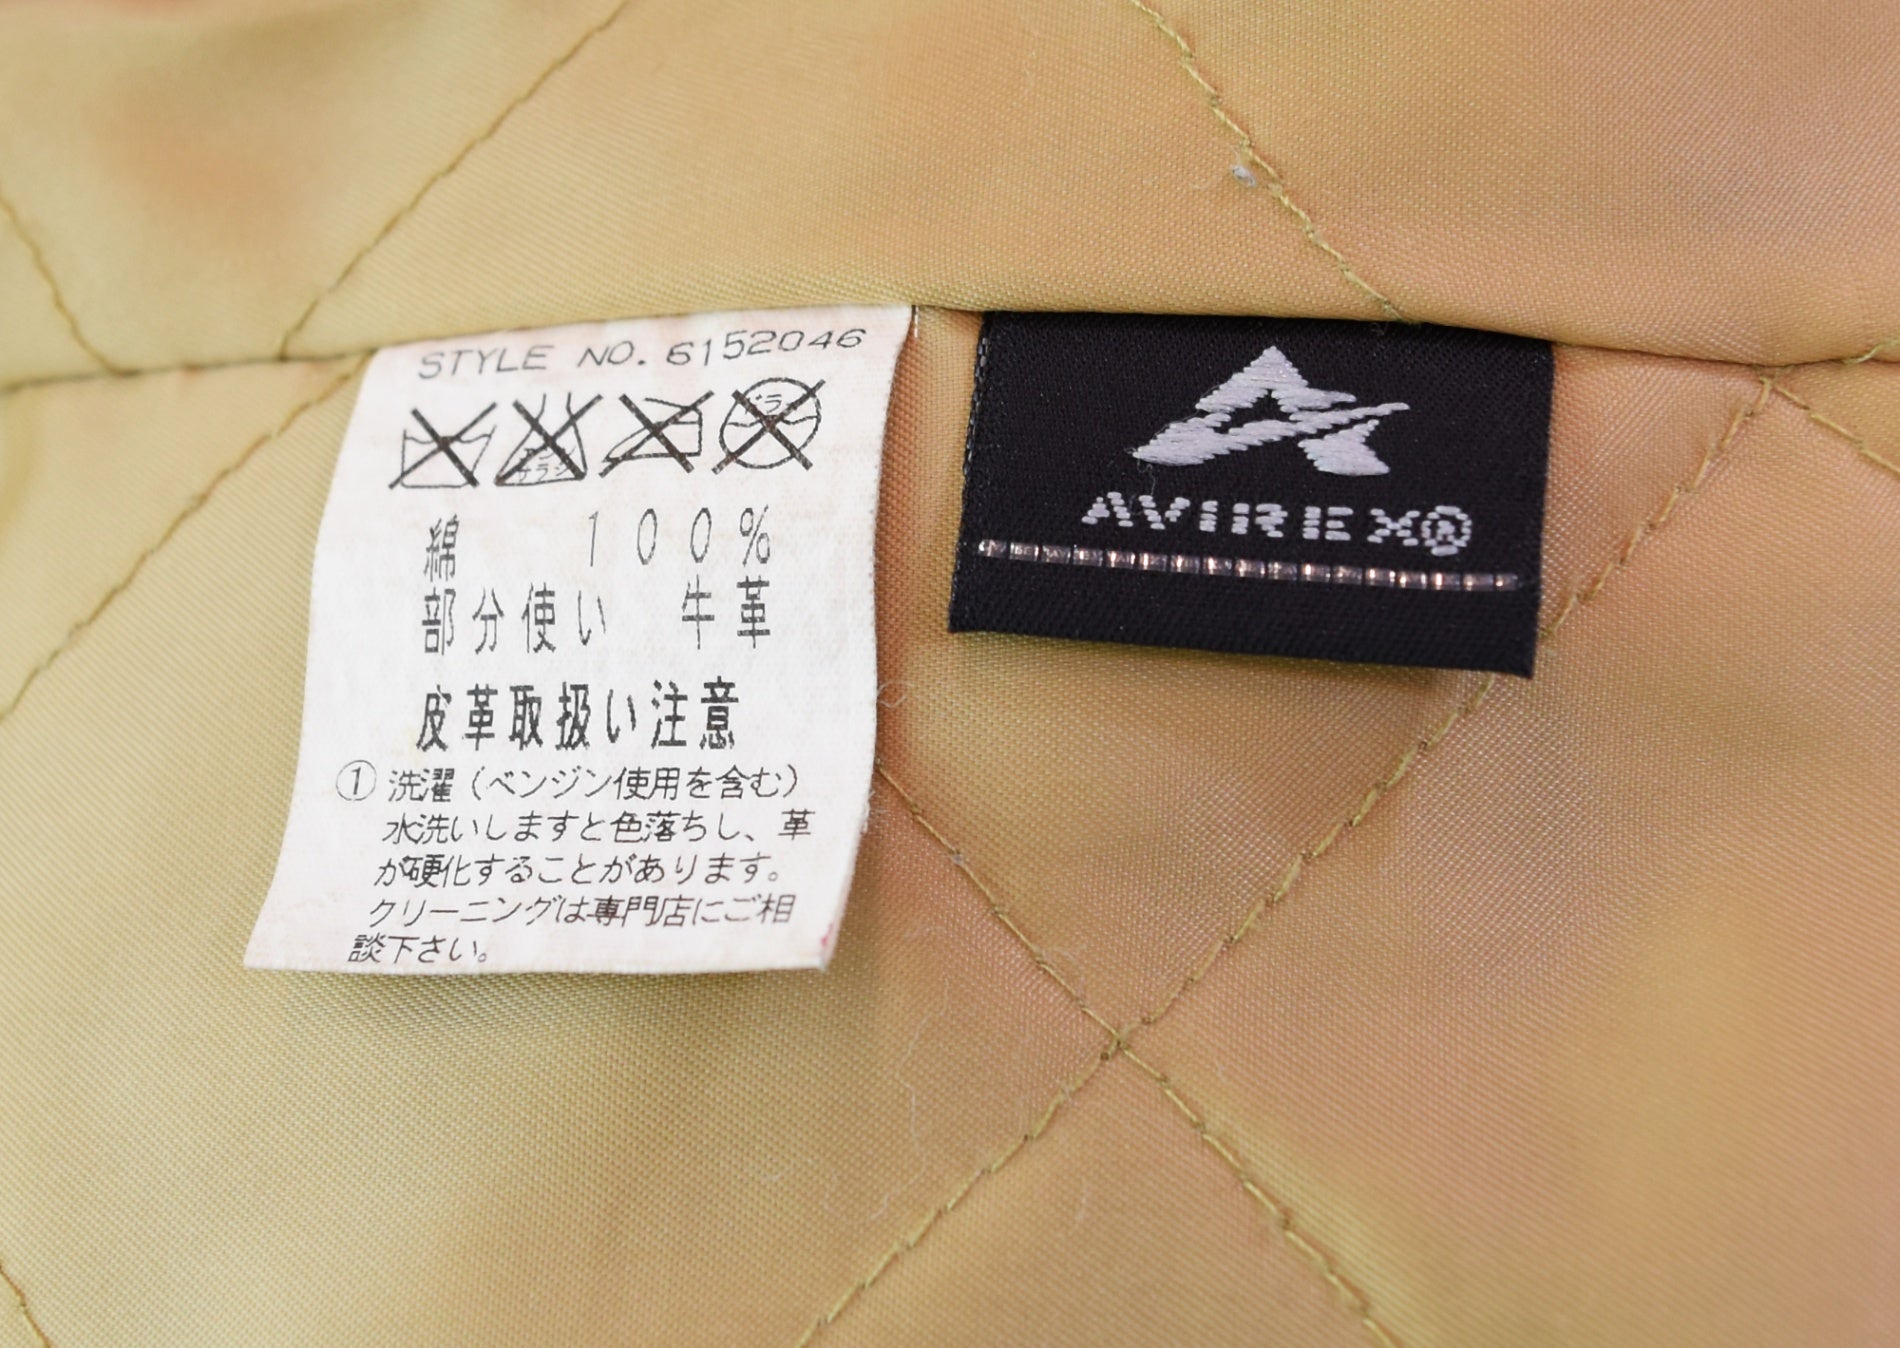 STYLE NO. 6152046
綿 100%
部分使い 牛革
皮革取扱い注意
① 洗濯(ベンジン使用を含む)
水洗いしますと色落ちし、革
が硬化することがあります。
クリーニングは専門店にご相
談下さい。
AVIREX®